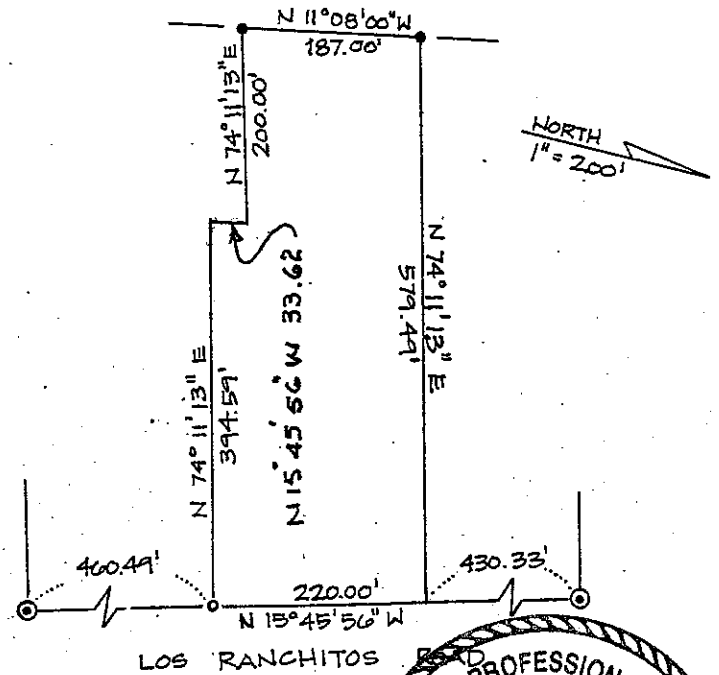 N 11°08'00" W
187.00'
N 74°11'13" E
200.00'
NORTH
1" = 200'
N 15°45'56" W 33.62
N 74°11'13" E
579.49'
N 74°11'13" E
394.59'
460.49'
430.33'
220.00'
N 15°45'56" W
LOS RANCHITOS ROAD
PROFESSION